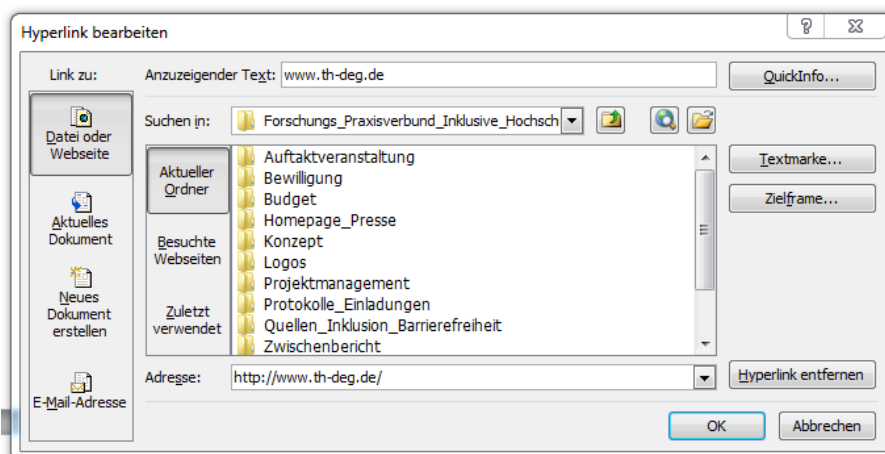 Hyperlink bearbeiten
Link zu:
Anzuzeigender Text: www.th-deg.de
QuickInfo...
Datei oder
Webseite
Aktuelles
Dokument
Neues
Dokument
erstellen
E-Mail-Adresse
Suchen in: Forschungs_Praxisverbund_Inklusive_Hochsch
Aktueller
Ordner
Besuchte
Webseiten
Zuletzt
verwendet
Auftaktveranstaltung
Bewilligung
Budget
Homepage_Presse
Konzept
Logos
Projektmanagement
Protokolle_Einladungen
Quellen_Inklusion_Barrierefreiheit
Zwischenbericht
Textmarke...
Zielframe...
Adresse: http://www.th-deg.de/
Hyperlink entfernen
OK
Abbrechen